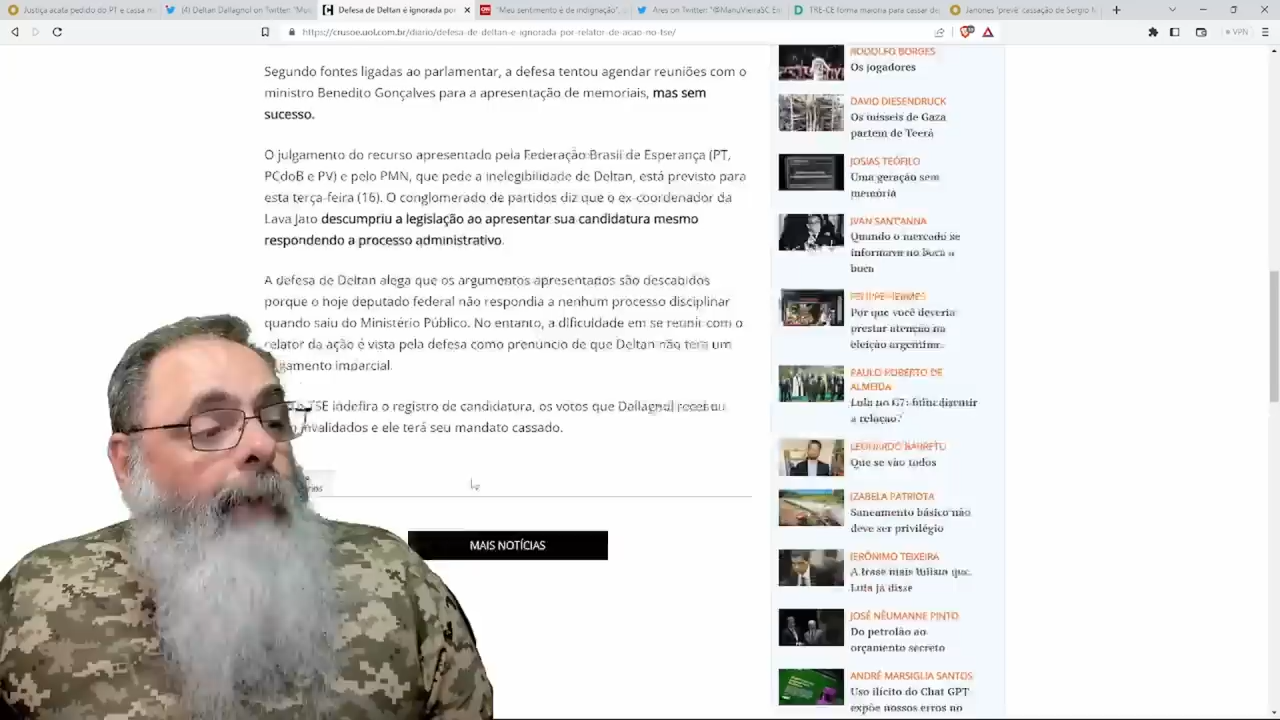 Justiça acaba pedido do PT e cassa m
(4) Deltan Dallagnol on Twitter: "Mui
Defesa de Deltan é ignorada por
"Meu sentimento é de indignação",
Ares on Twitter: "@ManuVieiraSC En
TRE-CE forma maioria para cassar de
Janones "prevê" cassação de Sergio M
https://crusoe.uol.com.br/diario/defesa-de-deltan-e-ignorada-por-relator-de-acao-no-tse/
VPN
egundo fontes ligadas ao parlamentar, a defesa tentou agendar reuniões com o
ministro Benedito Gonçalves para a apresentação de memoriais, mas sem
sucesso.
O julgamento do recurso apresentado pela Federação Brasil de Esperança (PT,
PCdoB e PV) e pelo PMN, que pede a inelegibilidade de Deltan, está previsto para
esta terça-feira (16). O conglomerado de partidos diz que o ex-coordenador da
Lava Jato descumpriu a legislação ao apresentar sua candidatura mesmo
respondendo a processo administrativo.
A defesa de Deltan alega que os argumentos apresentados são descabidos
porque o hoje deputado federal não respondia a nenhum processo disciplinar
quando saiu do Ministério Público. No entanto, a dificuldade em se reunir com o
relator da ação é vista pela defesa como prenúncio de que Deltan não terá um
gamento imparcial.
TSE indefira o registro da candidatura, os votos que Dallagnol recebeu
invalidados e ele terá seu mandato cassado.
MAIS NOTÍCIAS
RODOLFO BORGES
Os jogadores
DAVID DIESENDRUCK
Os mísseis de Gaza
partem de Teerã
JOSIAS TEÓFILO
Uma geração sem
memória
IVAN SANT'ANNA
Quando o mercado se
informava no boca a
boca
Por que você deveria
prestar atenção na
eleição argentina
PAULO ROBERTO DE
ALMEIDA
Lula no G7: foi discutir
a relação?
LEONARDO BARRETO
Que se vão todos
IZABELA PATRIOTA
Saneamento básico não
deve ser privilégio
JERÔNIMO TEIXEIRA
A frase mais lulista que
Lula já disse
JOSÉ NÊUMANNE PINTO
Do petrolão ao
orçamento secreto
ANDRÉ MARSIGLIA SANTOS
Uso ilícito do Chat GPT
expõe nossos erros no